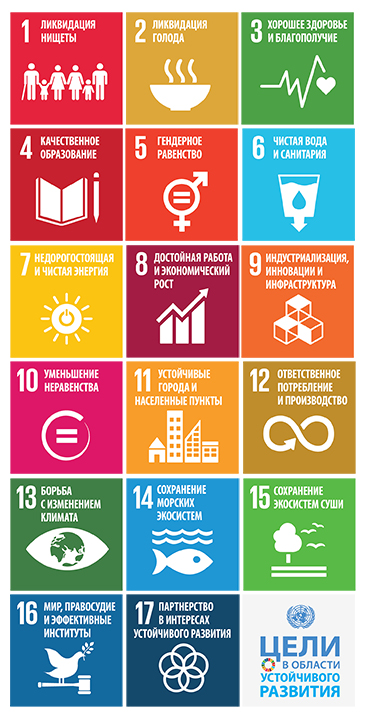 1 ЛИКВИДАЦИЯ
НИЩЕТЫ
2 ЛИКВИДАЦИЯ
ГОЛОДА
3 ХОРОШЕЕ ЗДОРОВЬЕ
И БЛАГОПОЛУЧИЕ
4 КАЧЕСТВЕННОЕ
ОБРАЗОВАНИЕ
5 ГЕНДЕРНОЕ
РАВЕНСТВО
6 ЧИСТАЯ ВОДА
И САНИТАРИЯ
7 НЕДОРОГОСТОЯЩАЯ
И ЧИСТАЯ ЭНЕРГИЯ
8 ДОСТОЙНАЯ РАБОТА
И ЭКОНОМИЧЕСКИЙ
РОСТ
9 ИНДУСТРИАЛИЗАЦИЯ,
ИННОВАЦИИ И
ИНФРАСТРУКТУРА
10 УМЕНЬШЕНИЕ
НЕРАВЕНСТВА
11 УСТОЙЧИВЫЕ
ГОРОДА И
НАСЕЛЕННЫЕ ПУНКТЫ
12 ОТВЕТСТВЕННОЕ
ПОТРЕБЛЕНИЕ
И ПРОИЗВОДСТВО
13 БОРЬБА
С ИЗМЕНЕНИЕМ
КЛИМАТА
14 СОХРАНЕНИЕ
МОРСКИХ
ЭКОСИСТЕМ
15 СОХРАНЕНИЕ
ЭКОСИСТЕМ СУШИ
16 МИР, ПРАВОСУДИЕ
И ЭФФЕКТИВНЫЕ
ИНСТИТУТЫ
17 ПАРТНЕРСТВО
В ИНТЕРЕСАХ
УСТОЙЧИВОГО РАЗВИТИЯ
ЦЕЛИ
В ОБЛАСТИ
УСТОЙЧИВОГО
РАЗВИТИЯ